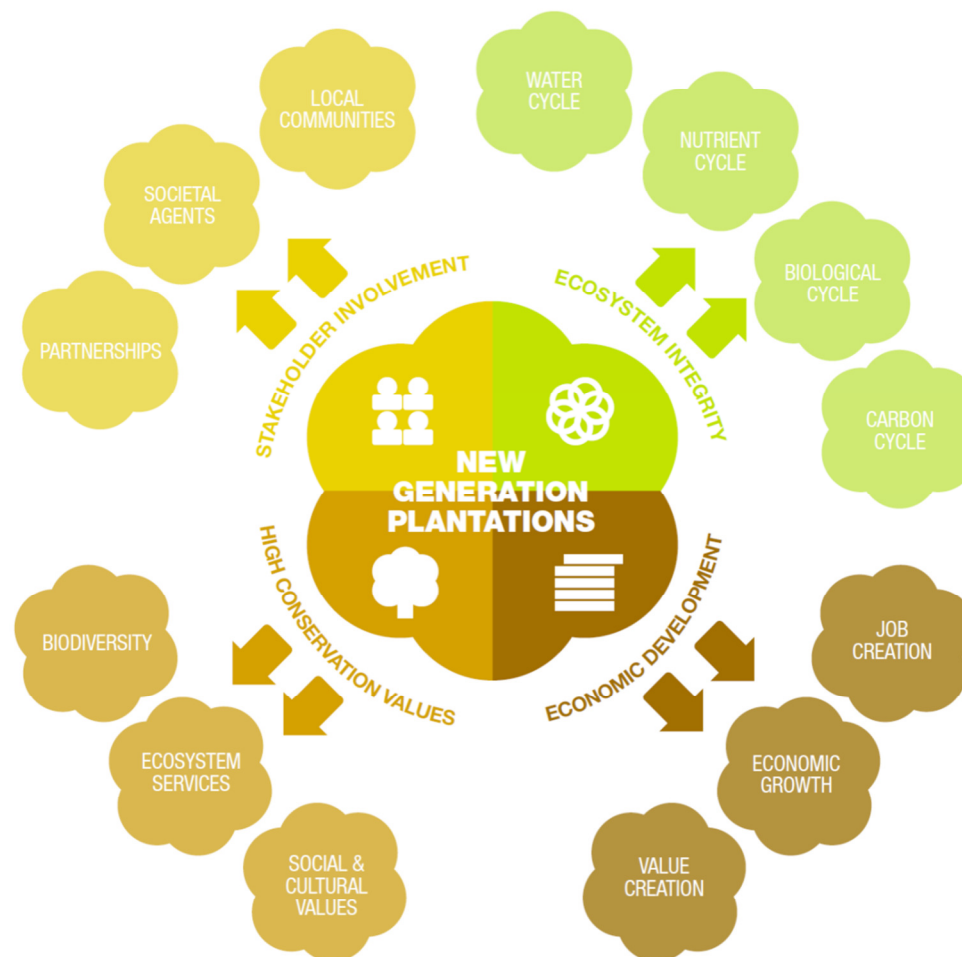 LOCAL
COMMUNITIES
SOCIETAL
AGENTS
PARTNERSHIPS
WATER
CYCLE
NUTRIENT
CYCLE
BIOLOGICAL
CYCLE
CARBON
CYCLE
STAKEHOLDER INVOLVEMENT
ECOSYSTEM INTEGRITY
NEW
GENERATION
PLANTATIONS
HIGH CONSERVATION VALUES
ECONOMIC DEVELOPMENT
BIODIVERSITY
ECOSYSTEM
SERVICES
SOCIAL &
CULTURAL
VALUES
JOB
CREATION
ECONOMIC
GROWTH
VALUE
CREATION